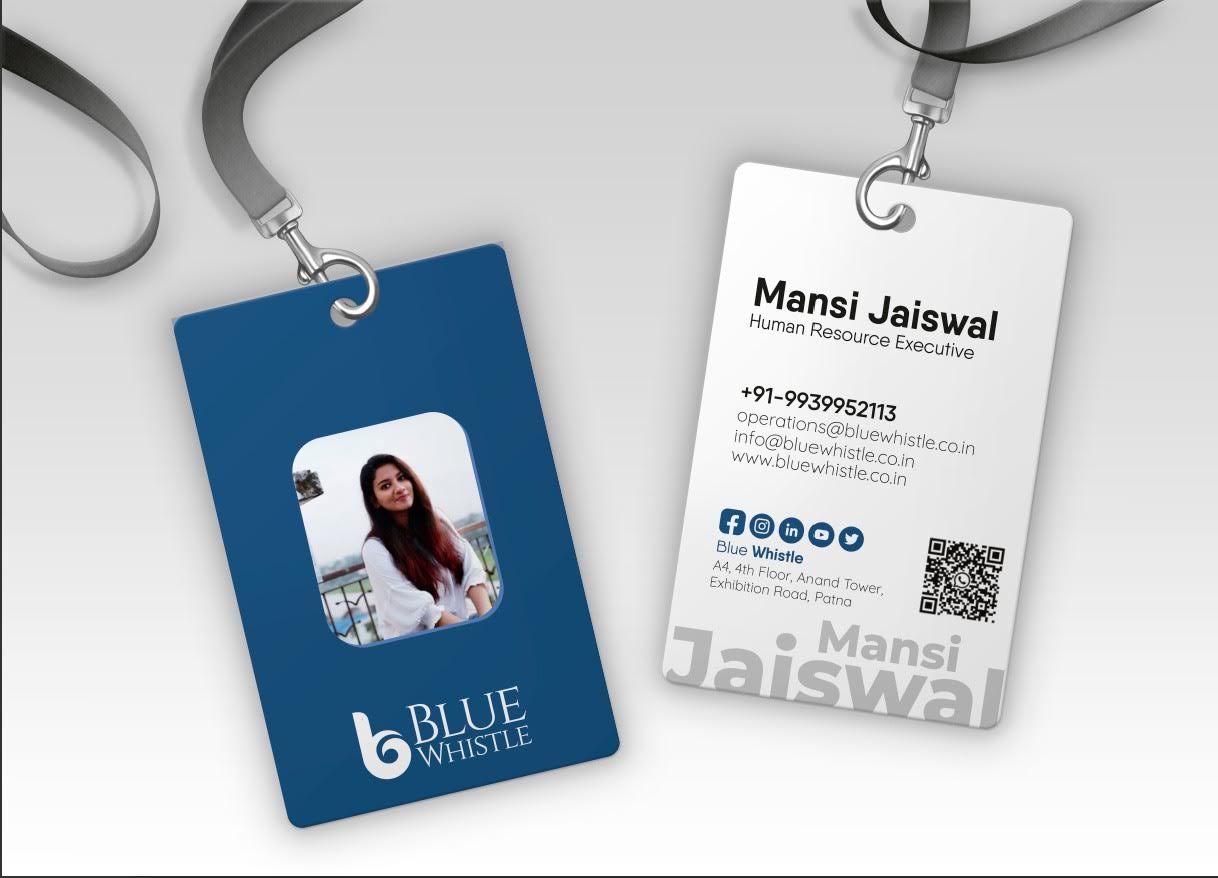 BLUE
WHISTLE
Mansi Jaiswal
Human Resource Executive
+91-9939952113
operations@bluewhistle.co.in
info@bluewhistle.co.in
www.bluewhistle.co.in
Blue Whistle
A4, 4th Floor, Anand Tower,
Exhibition Road, Patna
Mansi
Jaiswal